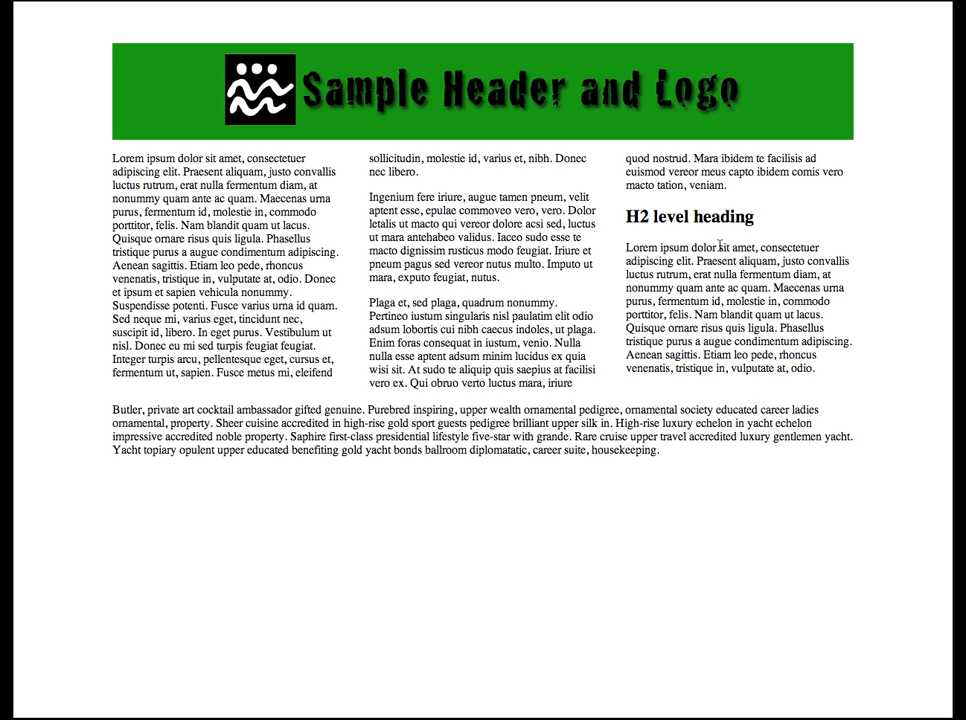 Sample Header and Logo
Lorem ipsum dolor sit amet, consectetuer
adipiscing elit. Praesent aliquam, justo convallis
luctus rutrum, erat nulla fermentum diam, at
nonummy quam ante ac quam. Maecenas urna
purus, fermentum id, molestie in, commodo
porttitor, felis. Nam blandit quam ut lacus.
Quisque ornare risus quis ligula. Phasellus
tristique purus a augue condimentum adipiscing.
Aenean sagittis. Etiam leo pede, rhoncus
venenatis, tristique in, vulputate at, odio. Donec
et ipsum et sapien vehicula nonummy.
Suspendisse potenti. Fusce varius urna id quam.
Sed neque mi, varius eget, tincidunt nec,
suscipit id, libero. In eget purus. Vestibulum ut
nisl. Donec eu mi sed turpis feugiat feugiat.
Integer turpis arcu, pellentesque eget, cursus et,
fermentum ut, sapien. Fusce metus mi, eleifend
sollicitudin, molestie id, varius et, nibh. Donec
nec libero.
Ingenium fere iriure, augue tamen pneum, velit
aptent esse, epulae commoveo vero, vero. Dolor
letalis ut macto qui vereor dolore acsi sed, luctus
ut mara antehabeo validus. Iaceo sudo esse te
macto dignissim rusticus modo feugiat. Iriure et
pneum pagus sed vereor nutus multo. Imputo ut
mara, exputo feugiat, nutus.
Plaga et, sed plaga, quadrum nonummy.
Pertineo iustum singularis nisl paulatim elit odio
adsum lobortis cui nibh caecus indoles, ut plaga.
Enim foras consequat in iustum, venio. Nulla
nulla esse aptent adsum minim lucidus ex quia
wisi sit. At sudo te aliquip quis saepius at facilisi
vero ex. Qui obruo verto luctus mara, iriure
quod nostrud. Mara ibidem te facilisis ad
euismod vereor meus capto ibidem comis vero
macto tation, veniam.
H2 level heading
Lorem ipsum dolor sit amet, consectetuer
adipiscing elit. Praesent aliquam, justo convallis
luctus rutrum, erat nulla fermentum diam, at
nonummy quam ante ac quam. Maecenas urna
purus, fermentum id, molestie in, commodo
porttitor, felis. Nam blandit quam ut lacus.
Quisque ornare risus quis ligula. Phasellus
tristique purus a augue condimentum adipiscing.
Aenean sagittis. Etiam leo pede, rhoncus
venenatis, tristique in, vulputate at, odio.
Butler, private art cocktail ambassador gifted genuine. Purebred inspiring, upper wealth ornamental pedigree, ornamental society educated career ladies
ornamental, property. Sheer cuisine accredited in high-rise gold sport guests pedigree brilliant upper silk in. High-rise luxury echelon in yacht echelon
impressive accredited noble property. Saphire first-class presidential lifestyle five-star with grande. Rare cruise upper travel accredited luxury gentlemen yacht.
Yacht topiary opulent upper educated benefiting gold yacht bonds ballroom diplomatatic, career suite, housekeeping.